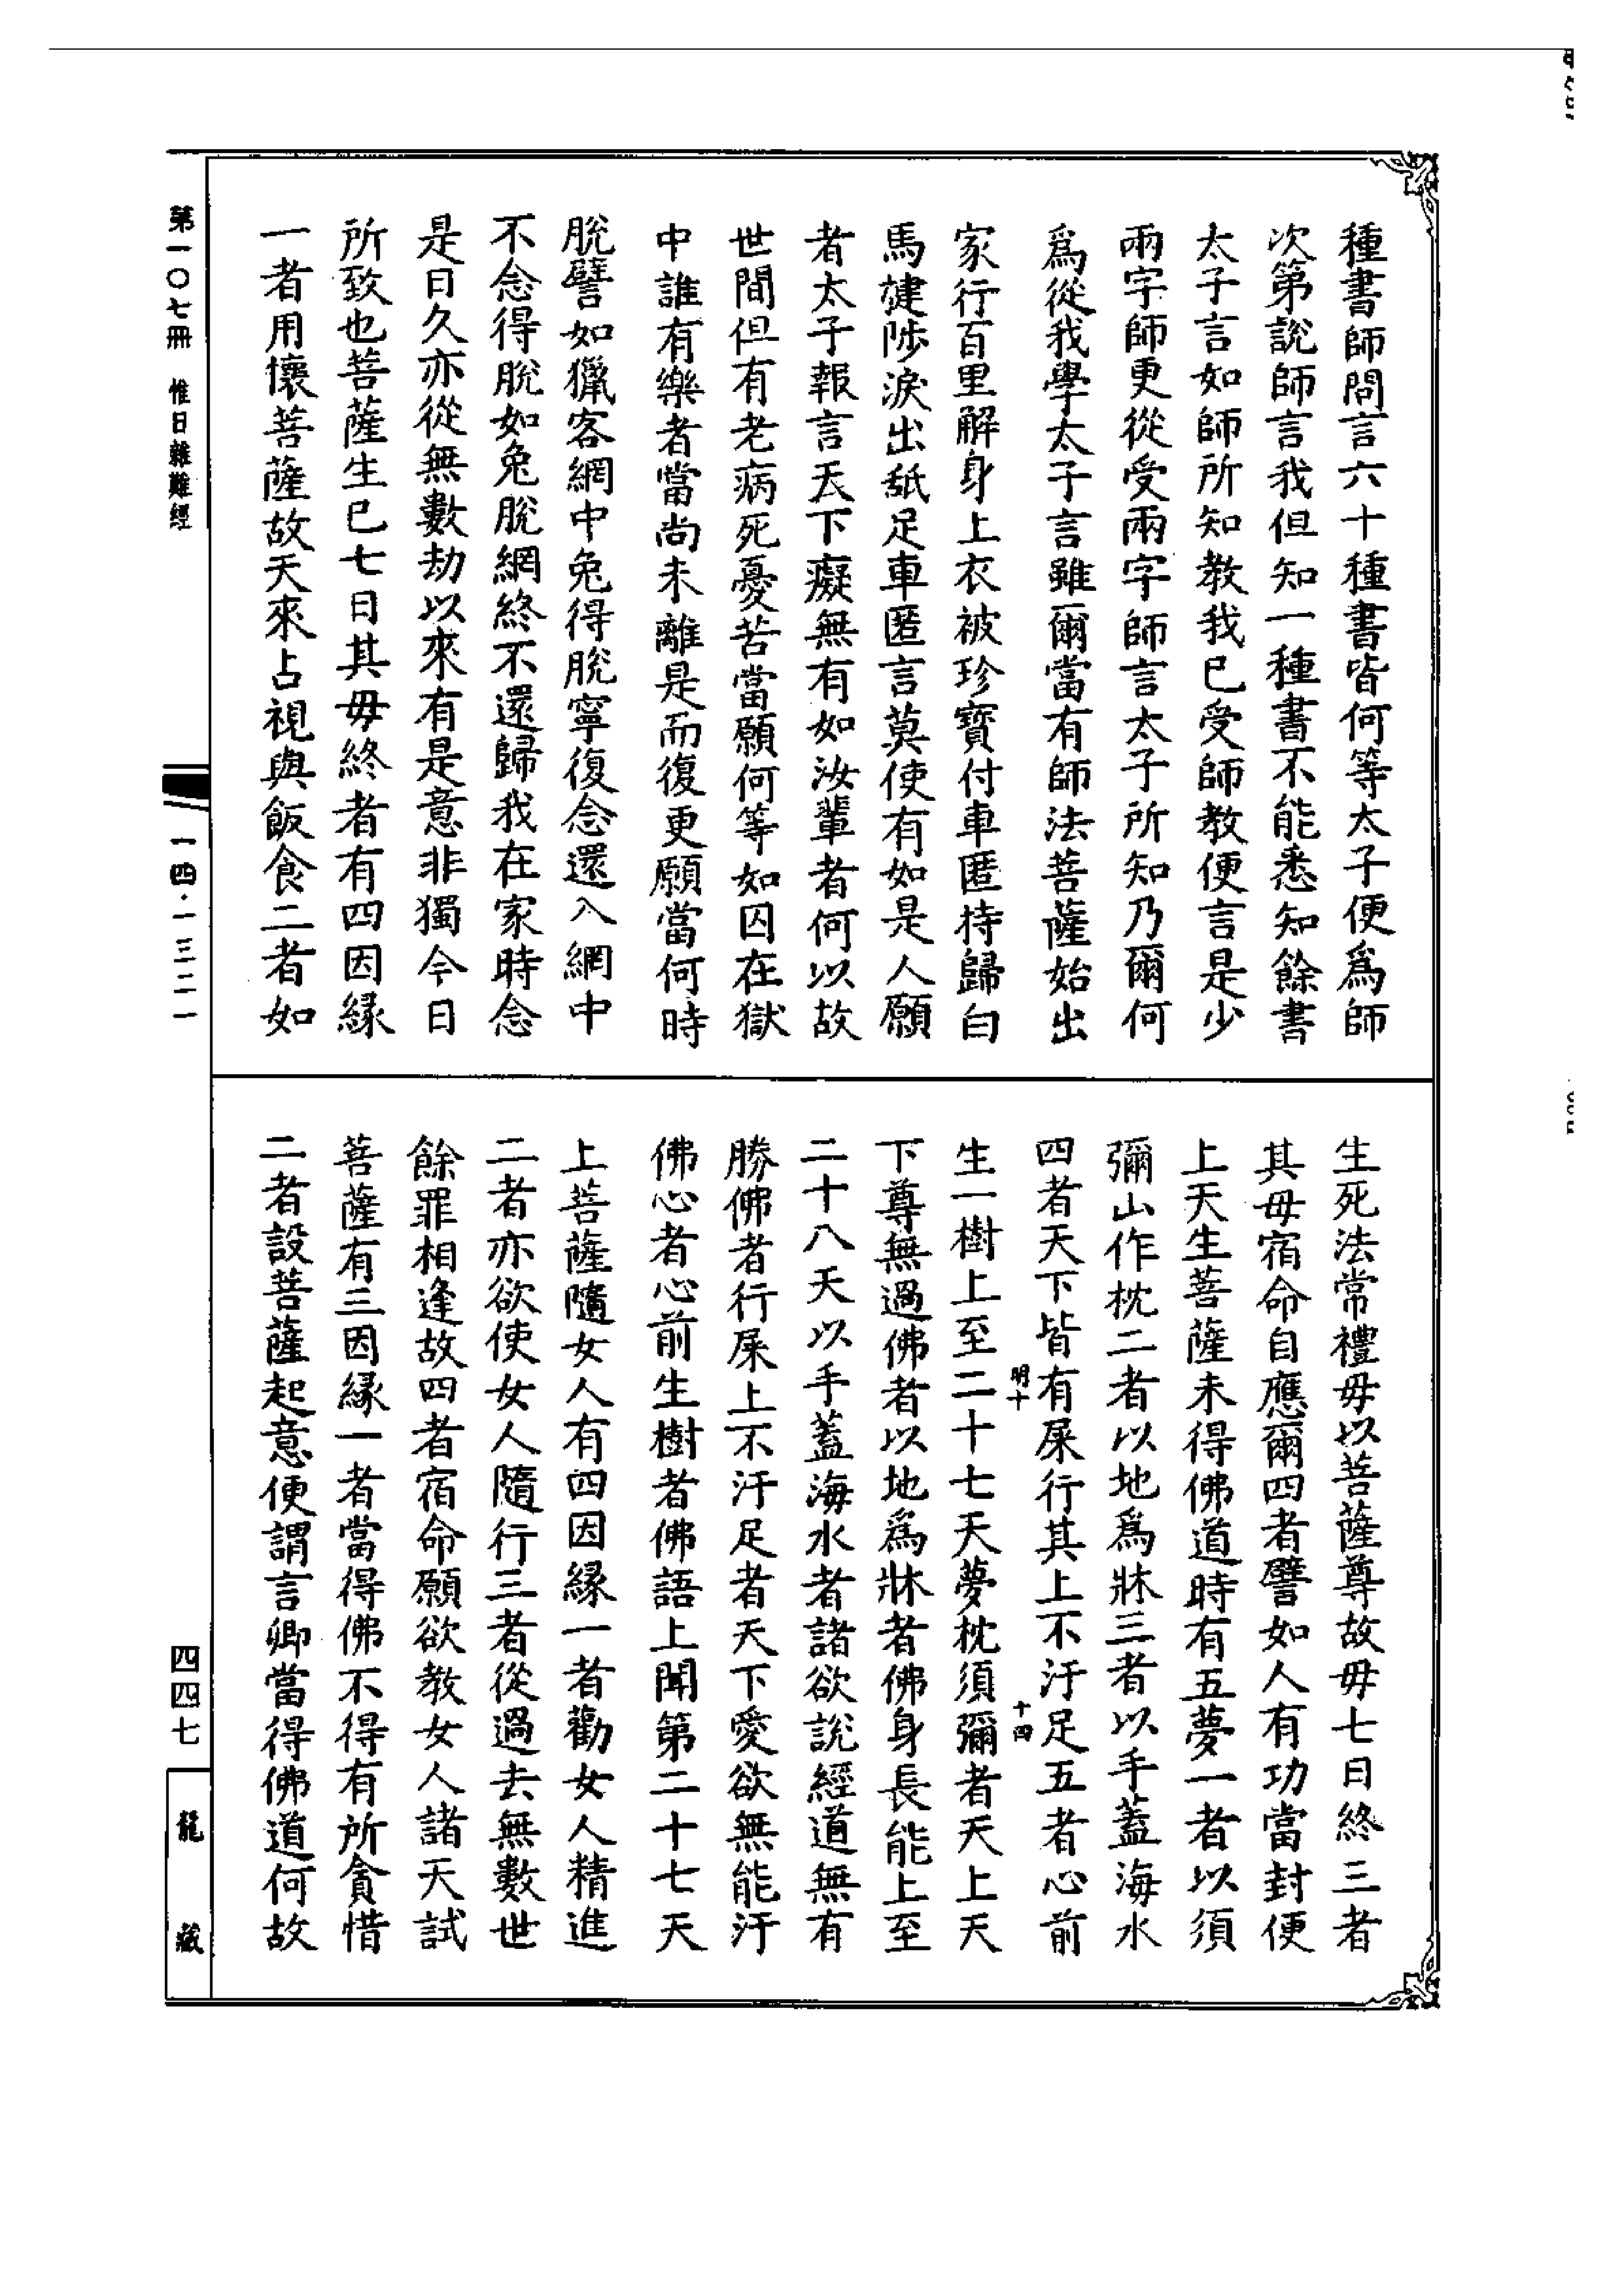 種書師問言六十種書皆何等太子便爲師
次第說師言我但知一種書不能悉知餘書
太子言如師所知教我已受師教便言是少
兩字師更從受兩字師言太子所知乃爾何
爲從我學太子言雖爾當有師法菩薩始出
家行百里解身上衣被珍寶付車匿持歸白
馬揵陟淚出舐足車匿言莫使有如是人願
者太子報言天下癡無有如汝輩者何以故
世間但有老病死憂苦當願何等如囚在獄
中誰有樂者當尚未離是而復更願當何時
脫譬如獵客網中兔得脫寧復念還入網中
不念得脫如兔脫網終不還歸我在家時念
是日久亦從無數劫以來有是意非獨今日
所致也菩薩生已七日其毋終者有四因緣
一者用懷菩薩故天來占視與飯食二者如
生死法常禮毋以菩薩尊故毋七日終三者
其毋宿命自應爾四者譬如人有功當封便
上天生菩薩未得佛道時有五夢一者以須
彌山作枕二者以地爲牀三者以手蓋海水
四者天下皆有屎行其上不汙足五者心前
明十
十四
生一樹上至二十七天夢枕須彌者天上天
下尊無過佛者以地爲牀者佛身長能上至
二十八天以手蓋海水者諸欲說經道無有
勝佛者行屎上不汙足者天下愛欲無能汙
佛心者心前生樹者佛語上聞第二十七天
上菩薩隨女人有四因緣一者勸女人精進
二者亦欲使女人隨行三者從過去無數世
餘罪相逢故四者宿命願欲教女人諸天試
菩薩有三因緣一者當得佛不得有所貪惜
二者設菩薩起意便謂言卿當得佛道何故
第一〇七冊 惟日雜難經
一四·一三二一
四四七
龍藏